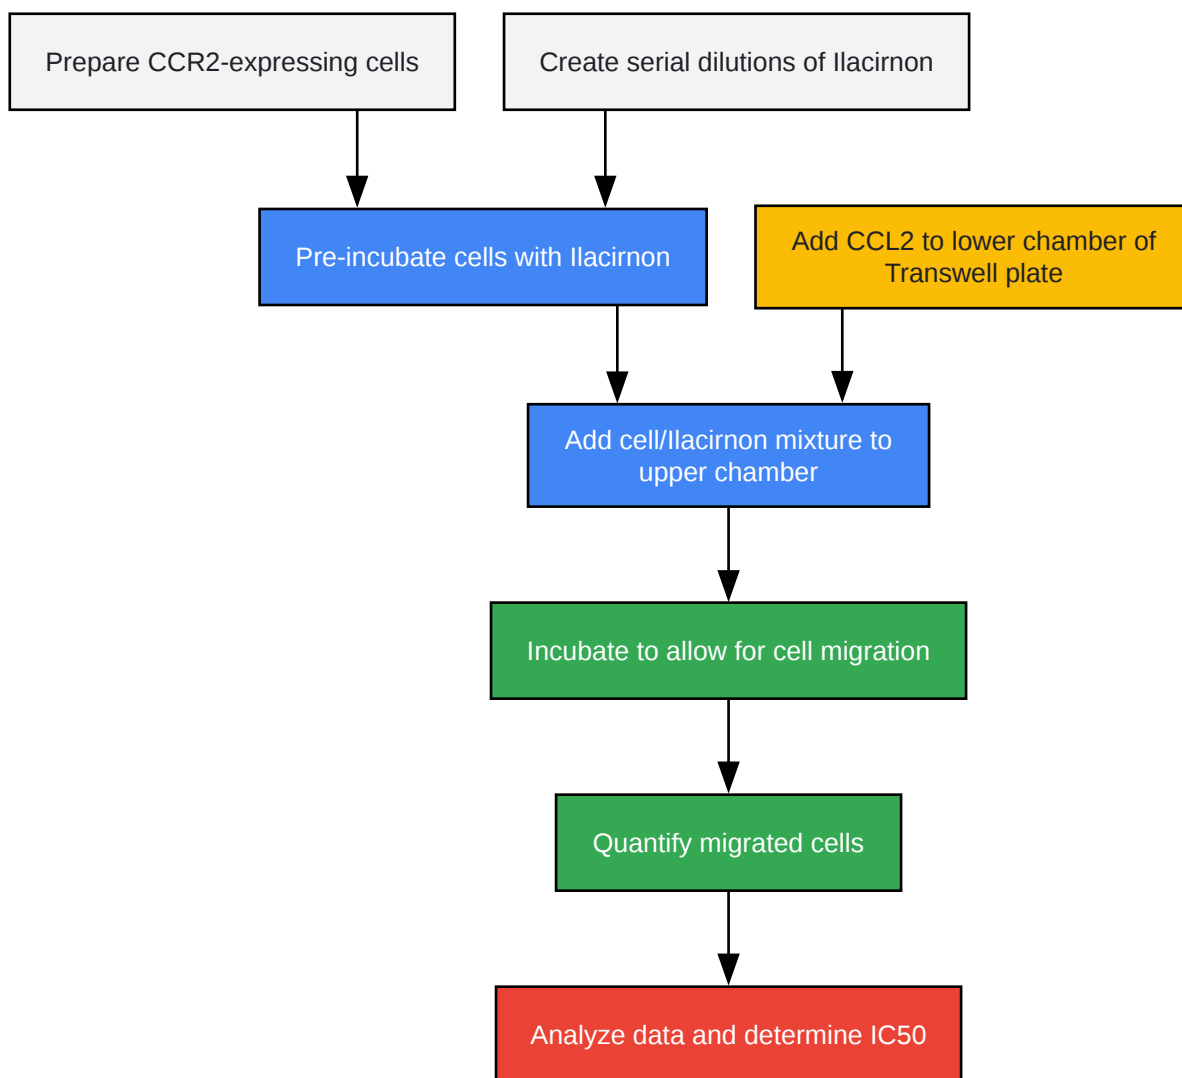 Prepare CCR2-expressing cells
Create serial dilutions of Ilacirnon
Pre-incubate cells with Ilacirnon
Add CCL2 to lower chamber of
Transwell plate
Add cell/Ilacirnon mixture to
upper chamber
Incubate to allow for cell migration
Quantify migrated cells
Analyze data and determine IC50